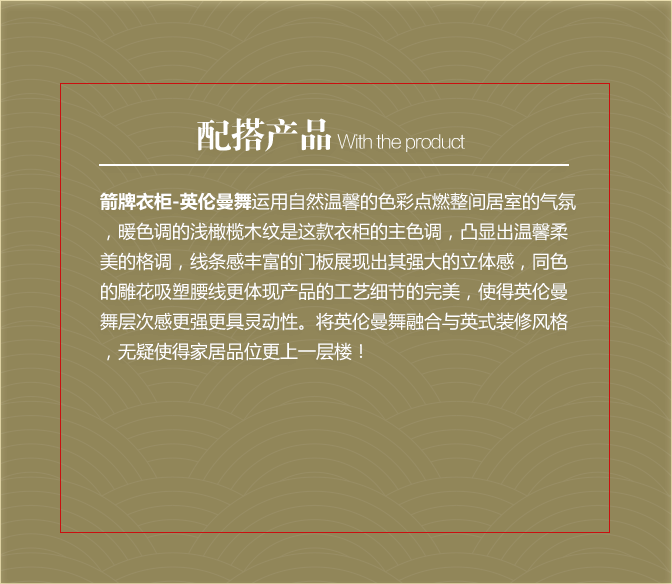 配搭产品 With the product
箭牌衣柜-英伦曼舞运用自然温馨的色彩点燃整间居室的气氛
，暖色调的浅橄榄木纹是这款衣柜的主色调，凸显出温馨柔
美的格调，线条感丰富的门板展现出其强大的立体感，同色
的雕花吸塑腰线更体现产品的工艺细节的完美，使得英伦曼
舞层次感更强更具灵动性。将英伦曼舞融合与英式装修风格
，无疑使得家居品位更上一层楼！